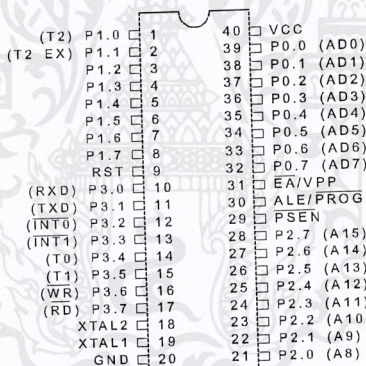 (T2) P1.0 1 40 VCC
(T2 EX) P1.1 2 39 P0.0 (AD0)
P1.2 3 38 P0.1 (AD1)
P1.3 4 37 P0.2 (AD2)
P1.4 5 36 P0.3 (AD3)
P1.5 6 35 P0.4 (AD4)
P1.6 7 34 P0.5 (AD5)
P1.7 8 33 P0.6 (AD6)
RST 9 32 P0.7 (AD7)
(RXD) P3.0 10 31 EA/VPP
(TXD) P3.1 11 30 ALE/PROG
(INT0) P3.2 12 29 PSEN
(INT1) P3.3 13 28 P2.7 (A15)
(T0) P3.4 14 27 P2.6 (A14)
(T1) P3.5 15 26 P2.5 (A13)
(WR) P3.6 16 25 P2.4 (A12)
(RD) P3.7 17 24 P2.3 (A11)
XTAL2 18 23 P2.2 (A10
XTAL1 19 22 P2.1 (A9)
GND 20 21 P2.0 (A8)